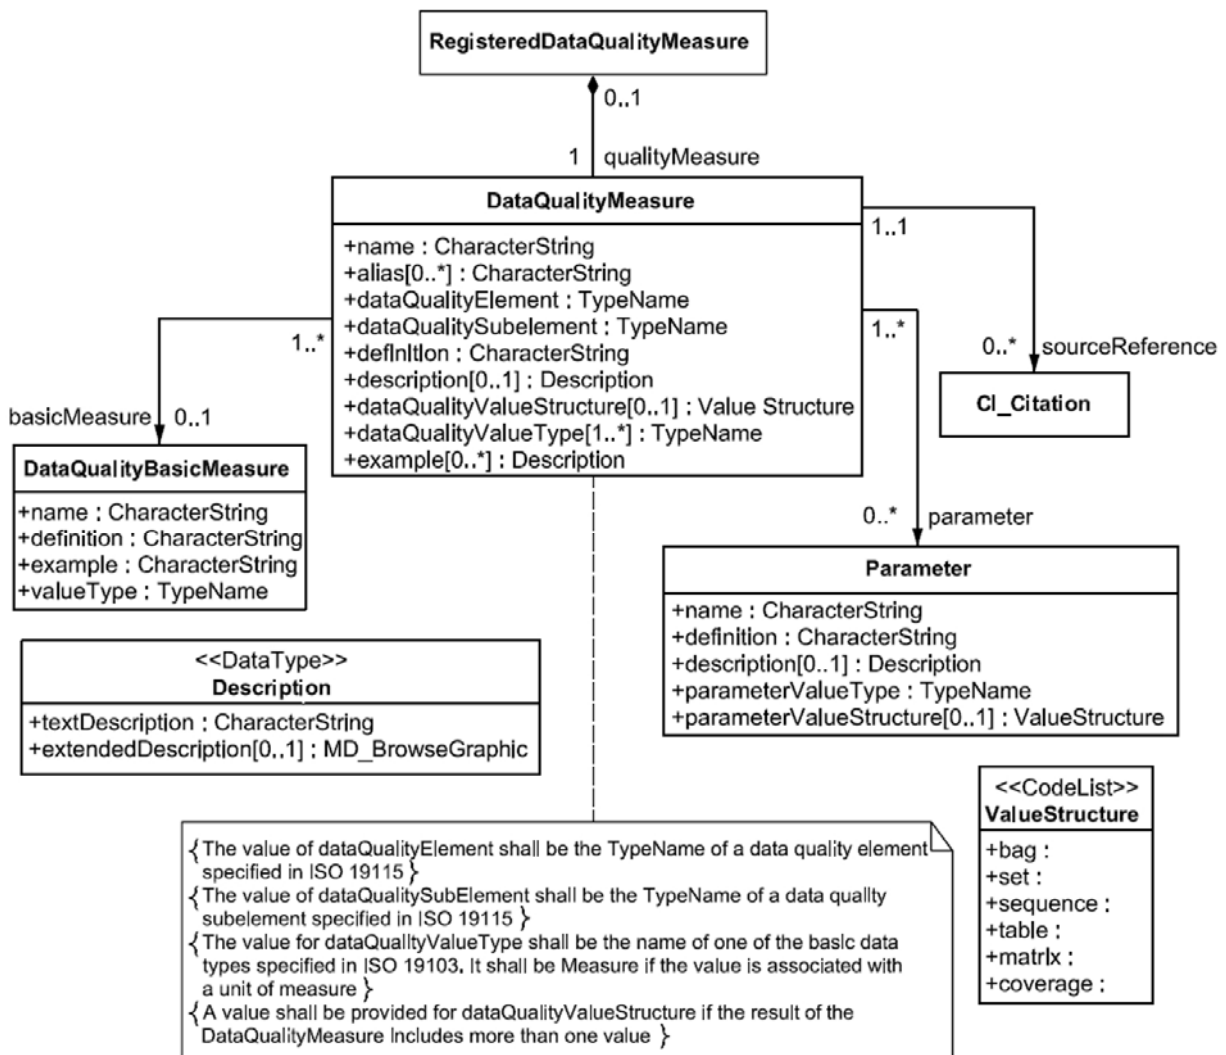 RegisteredDataQualityMeasure
0..1
1 qualityMeasure
DataQualityMeasure
+name : CharacterString
+alias[0..*] : CharacterString
+dataQualityElement : TypeName
+dataQualitySubelement : TypeName
+definition : CharacterString
+description[0..1] : Description
+dataQualityValueStructure[0..1] : Value Structure
+dataQualityValueType[1..*] : TypeName
+example[0..*] : Description
1..1
0..* sourceReference
CI_Citation
1..*
basicMeasure 0..1
DataQualityBasicMeasure
+name : CharacterString
+definition : CharacterString
+example : CharacterString
+valueType : TypeName
1..*
0..* parameter
Parameter
+name : CharacterString
+definition : CharacterString
+description[0..1] : Description
+parameterValueType : TypeName
+parameterValueStructure[0..1] : ValueStructure
<<DataType>>
Description
+textDescription : CharacterString
+extendedDescription[0..1] : MD_BrowseGraphic
<<CodeList>>
ValueStructure
+bag :
+set :
+sequence :
+table :
+matrix :
+coverage :
{The value of dataQualityElement shall be the TypeName of a data quality element
specified in ISO 19115}
{The value of dataQualitySubElement shall be the TypeName of a data quality
subelement specified in ISO 19115}
{The value for dataQualityValueType shall be the name of one of the basic data
types specified in ISO 19103. It shall be Measure if the value is associated with
a unit of measure}
{A value shall be provided for dataQualityValueStructure if the result of the
DataQualityMeasure includes more than one value }